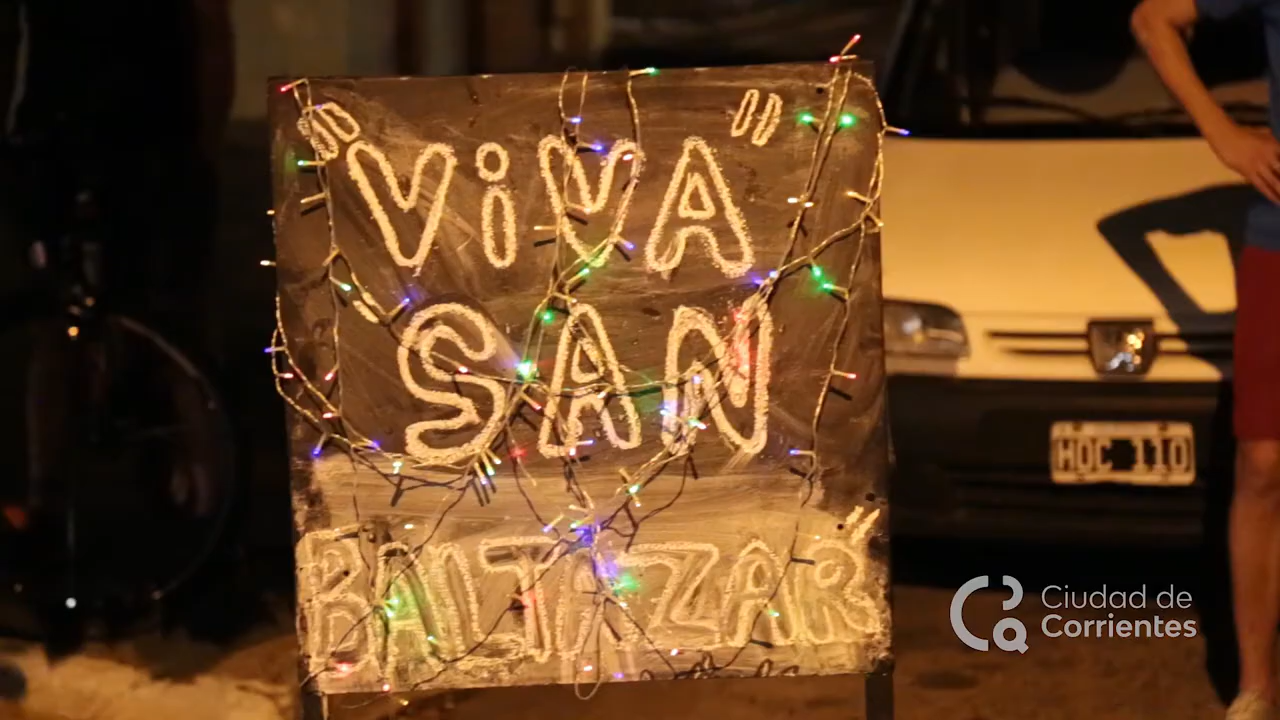 "ViVA"
SAN
BALTAZAR"
HOC 110
Ciudad de
Corrientes